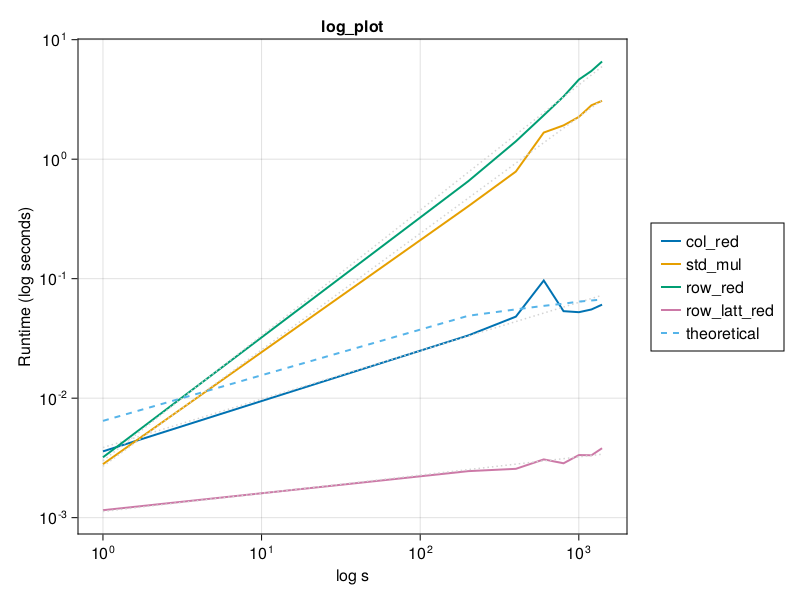 log_plot
10¹
10⁰
10⁻¹
10⁻²
10⁻³
Runtime (log seconds)
10⁰ 10¹ 10² 10³
log s
col_red
std_mul
row_red
row_latt_red
theoretical